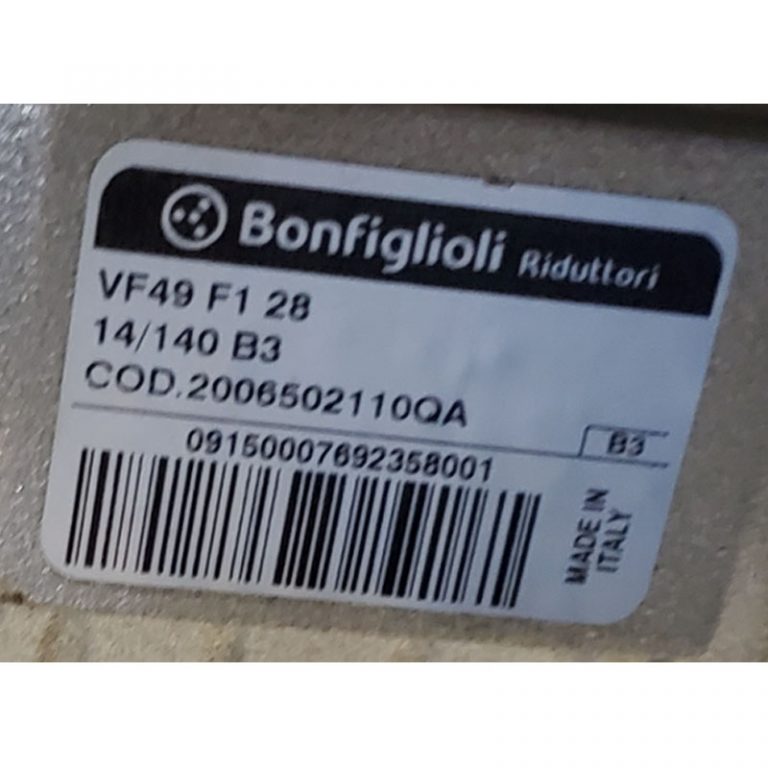 Bonfiglioli Riduttori
VF49 F1 28
14/140 B3
COD.2006502110QA
B3
09150007692358001
MADE IN
ITALY